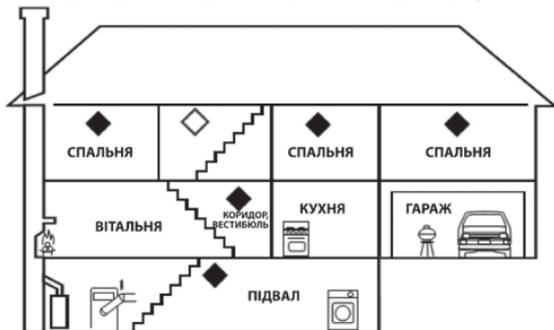 СПАЛЬНЯ
СПАЛЬНЯ
СПАЛЬНЯ
ВІТАЛЬНЯ
КОРИДОР,
ВЕСТИБЮЛЬ
КУХНЯ
ГАРАЖ
ПІДВАЛ